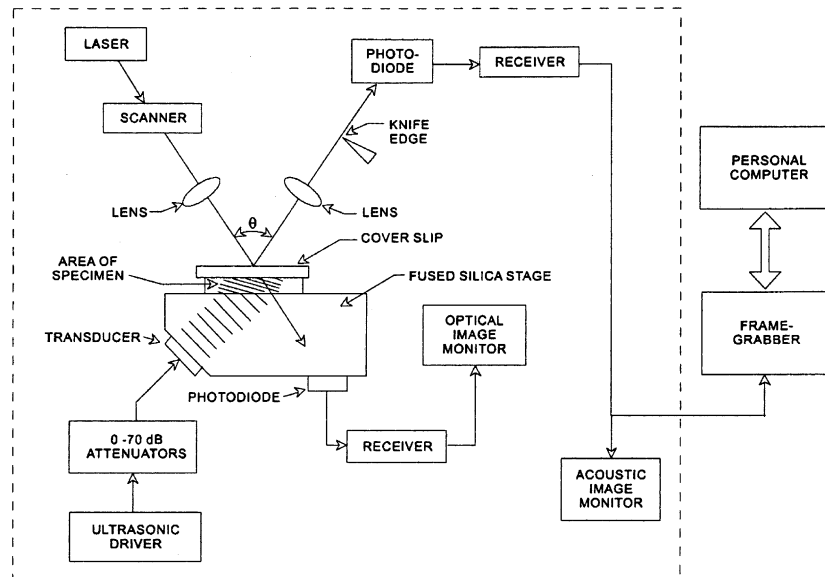 LASER
SCANNER
PHOTO-
DIODE
RECEIVER
KNIFE
EDGE
LENS
θ
LENS
COVER SLIP
AREA OF
SPECIMEN
FUSED SILICA STAGE
TRANSDUCER
PHOTODIODE
OPTICAL
IMAGE
MONITOR
RECEIVER
0 -70 dB
ATTENUATORS
ULTRASONIC
DRIVER
ACOUSTIC
IMAGE
MONITOR
PERSONAL
COMPUTER
FRAME-
GRABBER